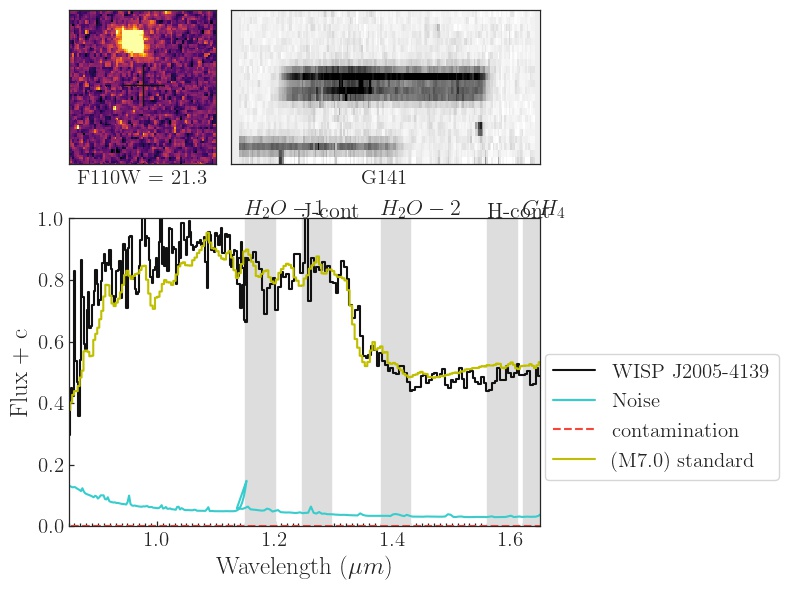 F110W = 21.3
G141
H₂O − 1
J-cont
H₂O − 2
H-cont
CH₄
1.0
0.8
0.6
0.4
0.2
0.0
Flux + c
1.0
1.2
1.4
1.6
Wavelength (μm)
WISP J2005-4139
Noise
contamination
(M7.0) standard